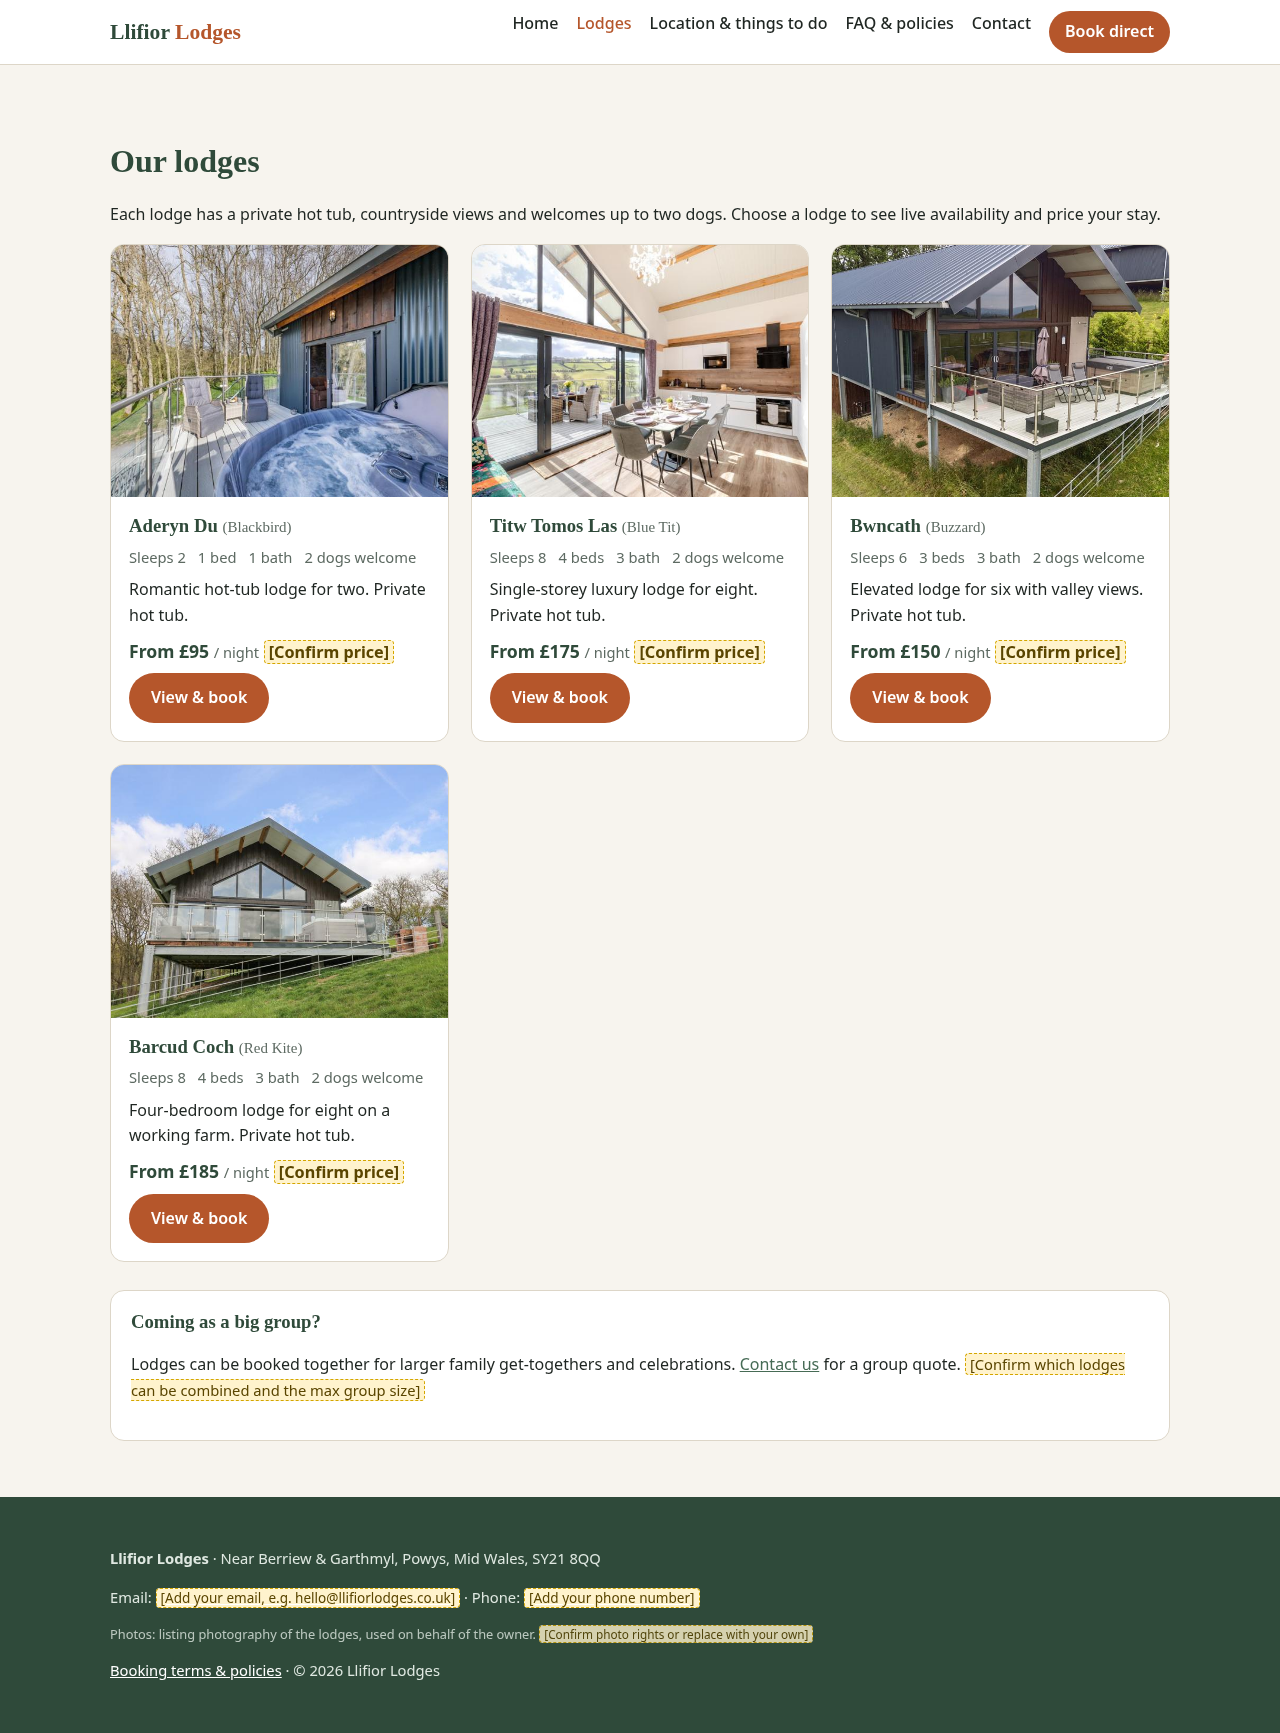 Llifior Lodges
Home Lodges Location & things to do FAQ & policies Contact Book direct
Our lodges
Each lodge has a private hot tub, countryside views and welcomes up to two dogs. Choose a lodge to see live availability and price your stay.
Aderyn Du (Blackbird)
Sleeps 2 1 bed 1 bath 2 dogs welcome
Romantic hot-tub lodge for two. Private
hot tub.
From £95 / night [Confirm price]
View & book
Titw Tomos Las (Blue Tit)
Sleeps 8 4 beds 3 bath 2 dogs welcome
Single-storey luxury lodge for eight.
Private hot tub.
From £175 / night [Confirm price]
View & book
Bwncath (Buzzard)
Sleeps 6 3 beds 3 bath 2 dogs welcome
Elevated lodge for six with valley views.
Private hot tub.
From £150 / night [Confirm price]
View & book
Barcud Coch (Red Kite)
Sleeps 8 4 beds 3 bath 2 dogs welcome
Four-bedroom lodge for eight on a
working farm. Private hot tub.
From £185 / night [Confirm price]
View & book
Coming as a big group?
Lodges can be booked together for larger family get-togethers and celebrations. Contact us for a group quote. [Confirm which lodges
can be combined and the max group size]
Llifior Lodges · Near Berriew & Garthmyl, Powys, Mid Wales, SY21 8QQ
Email: [Add your email, e.g. hello@llifiorlodges.co.uk] · Phone: [Add your phone number]
Photos: listing photography of the lodges, used on behalf of the owner. [Confirm photo rights or replace with your own]
Booking terms & policies · © 2026 Llifior Lodges